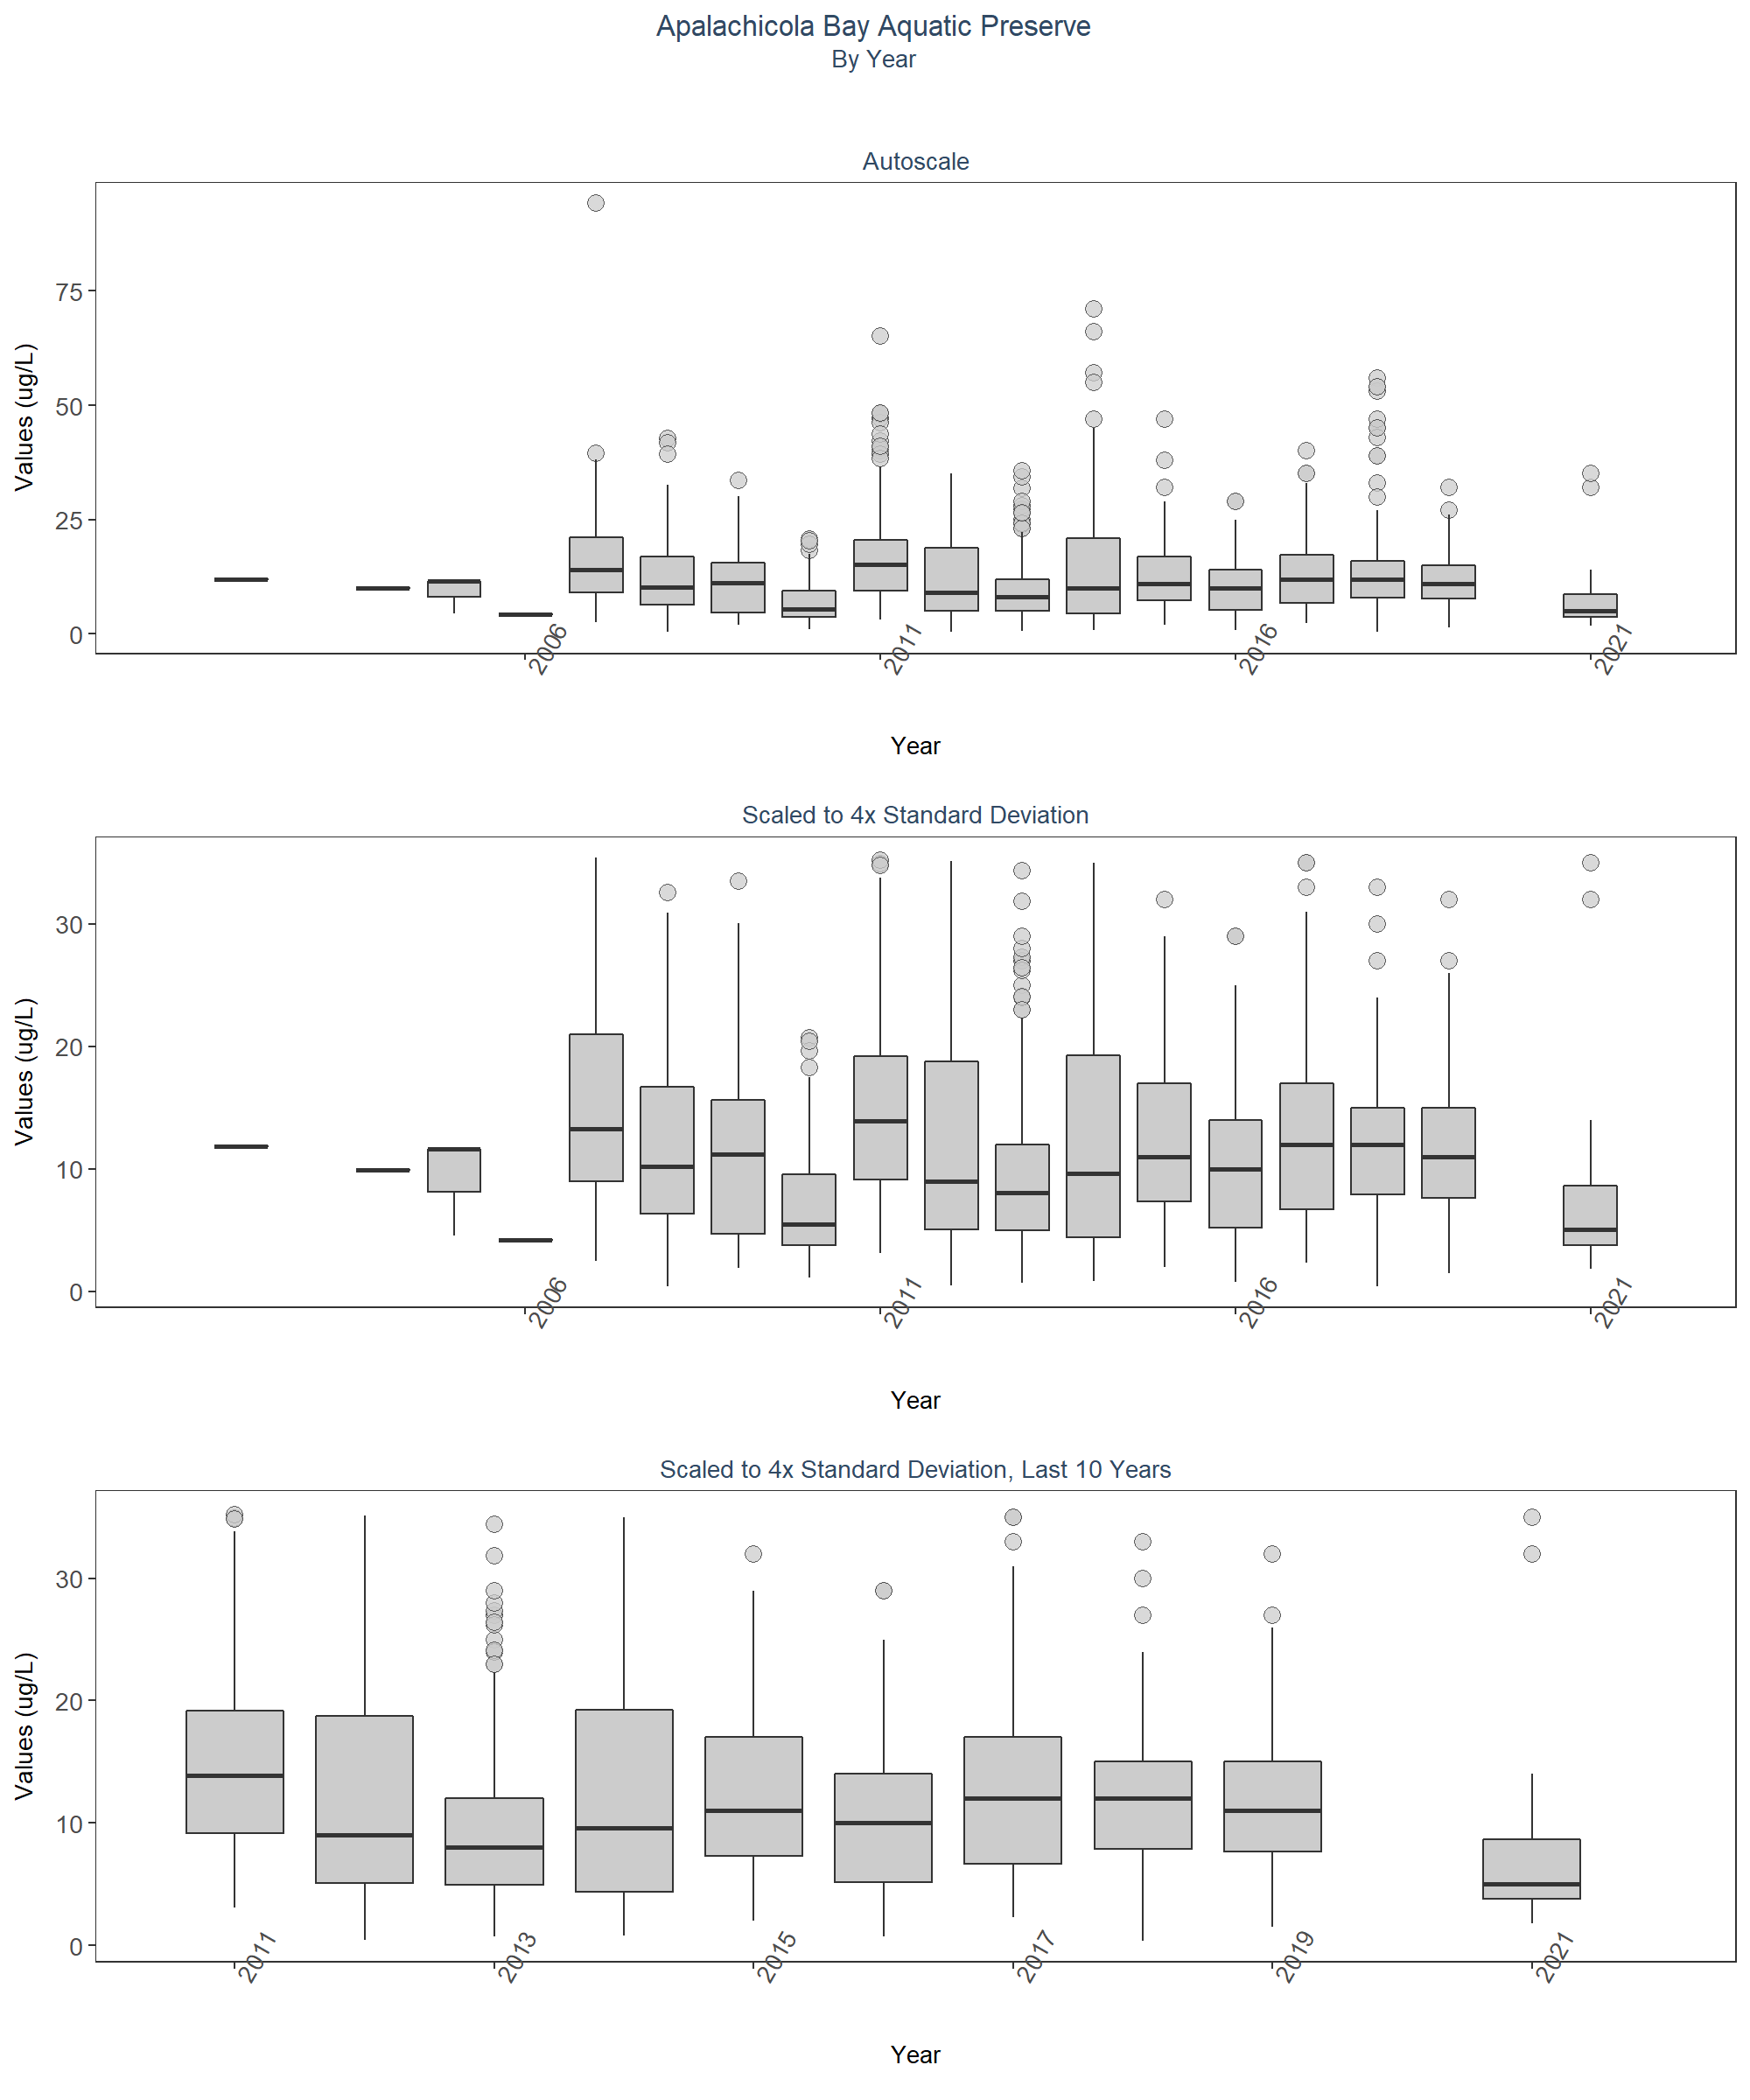 Apalachicola Bay Aquatic Preserve
By Year
Autoscale
Values (ug/L)
75
50
25
0
2006
2011
2016
2021
Year
Scaled to 4x Standard Deviation
Values (ug/L)
30
20
10
0
2006
2011
2016
2021
Year
Scaled to 4x Standard Deviation, Last 10 Years
Values (ug/L)
30
20
10
0
2011
2013
2015
2017
2019
2021
Year